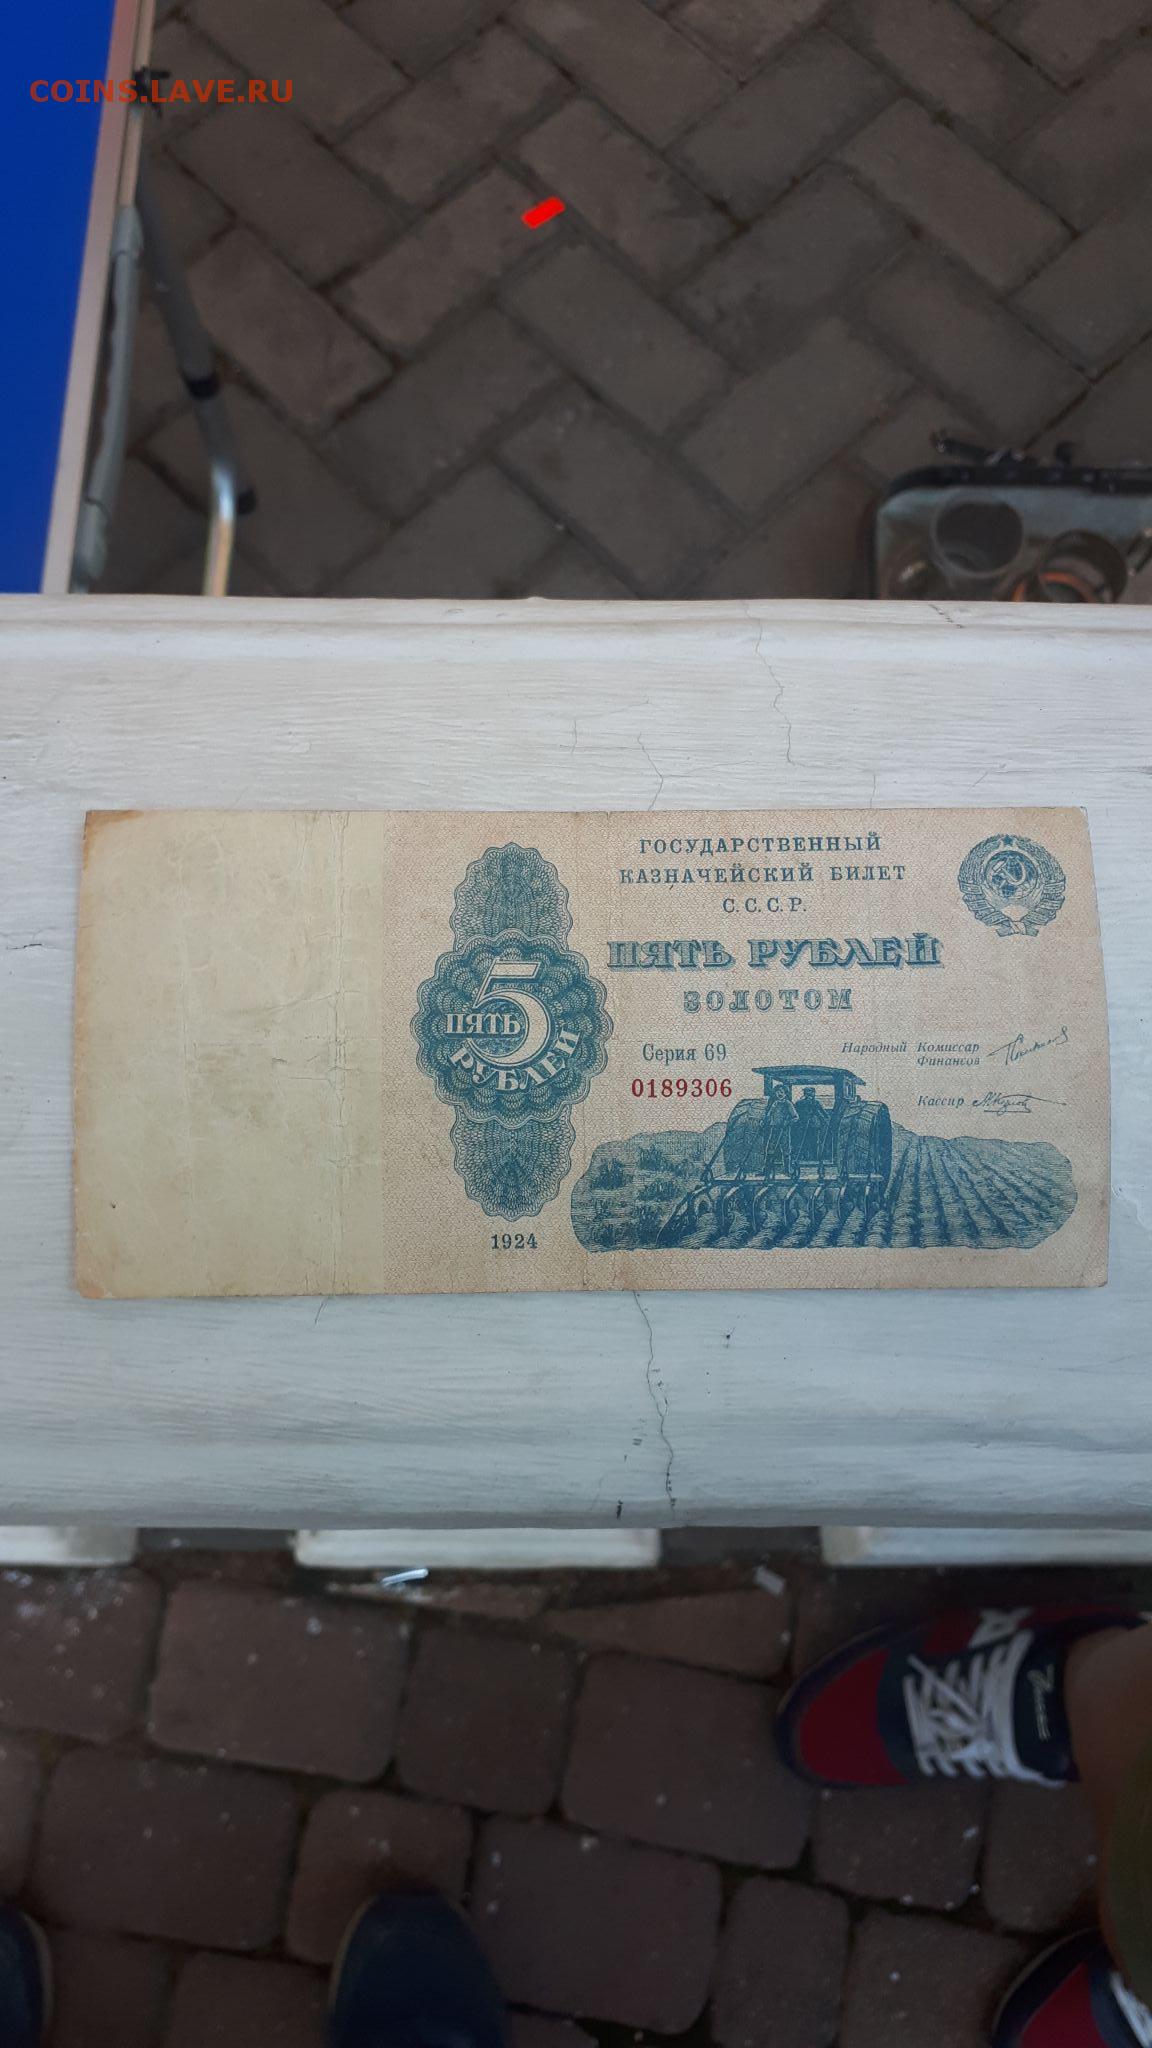 COINS.LAVE.RU
ГОСУДАРСТВЕННЫЙ
КАЗНАЧЕЙСКИЙ БИЛЕТ
С.С.С.Р.
ПЯТЬ РУБЛЕЙ
ЗОЛОТОМ
5
ПЯТЬ
РУБЛЕЙ
Серия 69
0189306
Народный Комиссар
Финансов
Кассир
1924